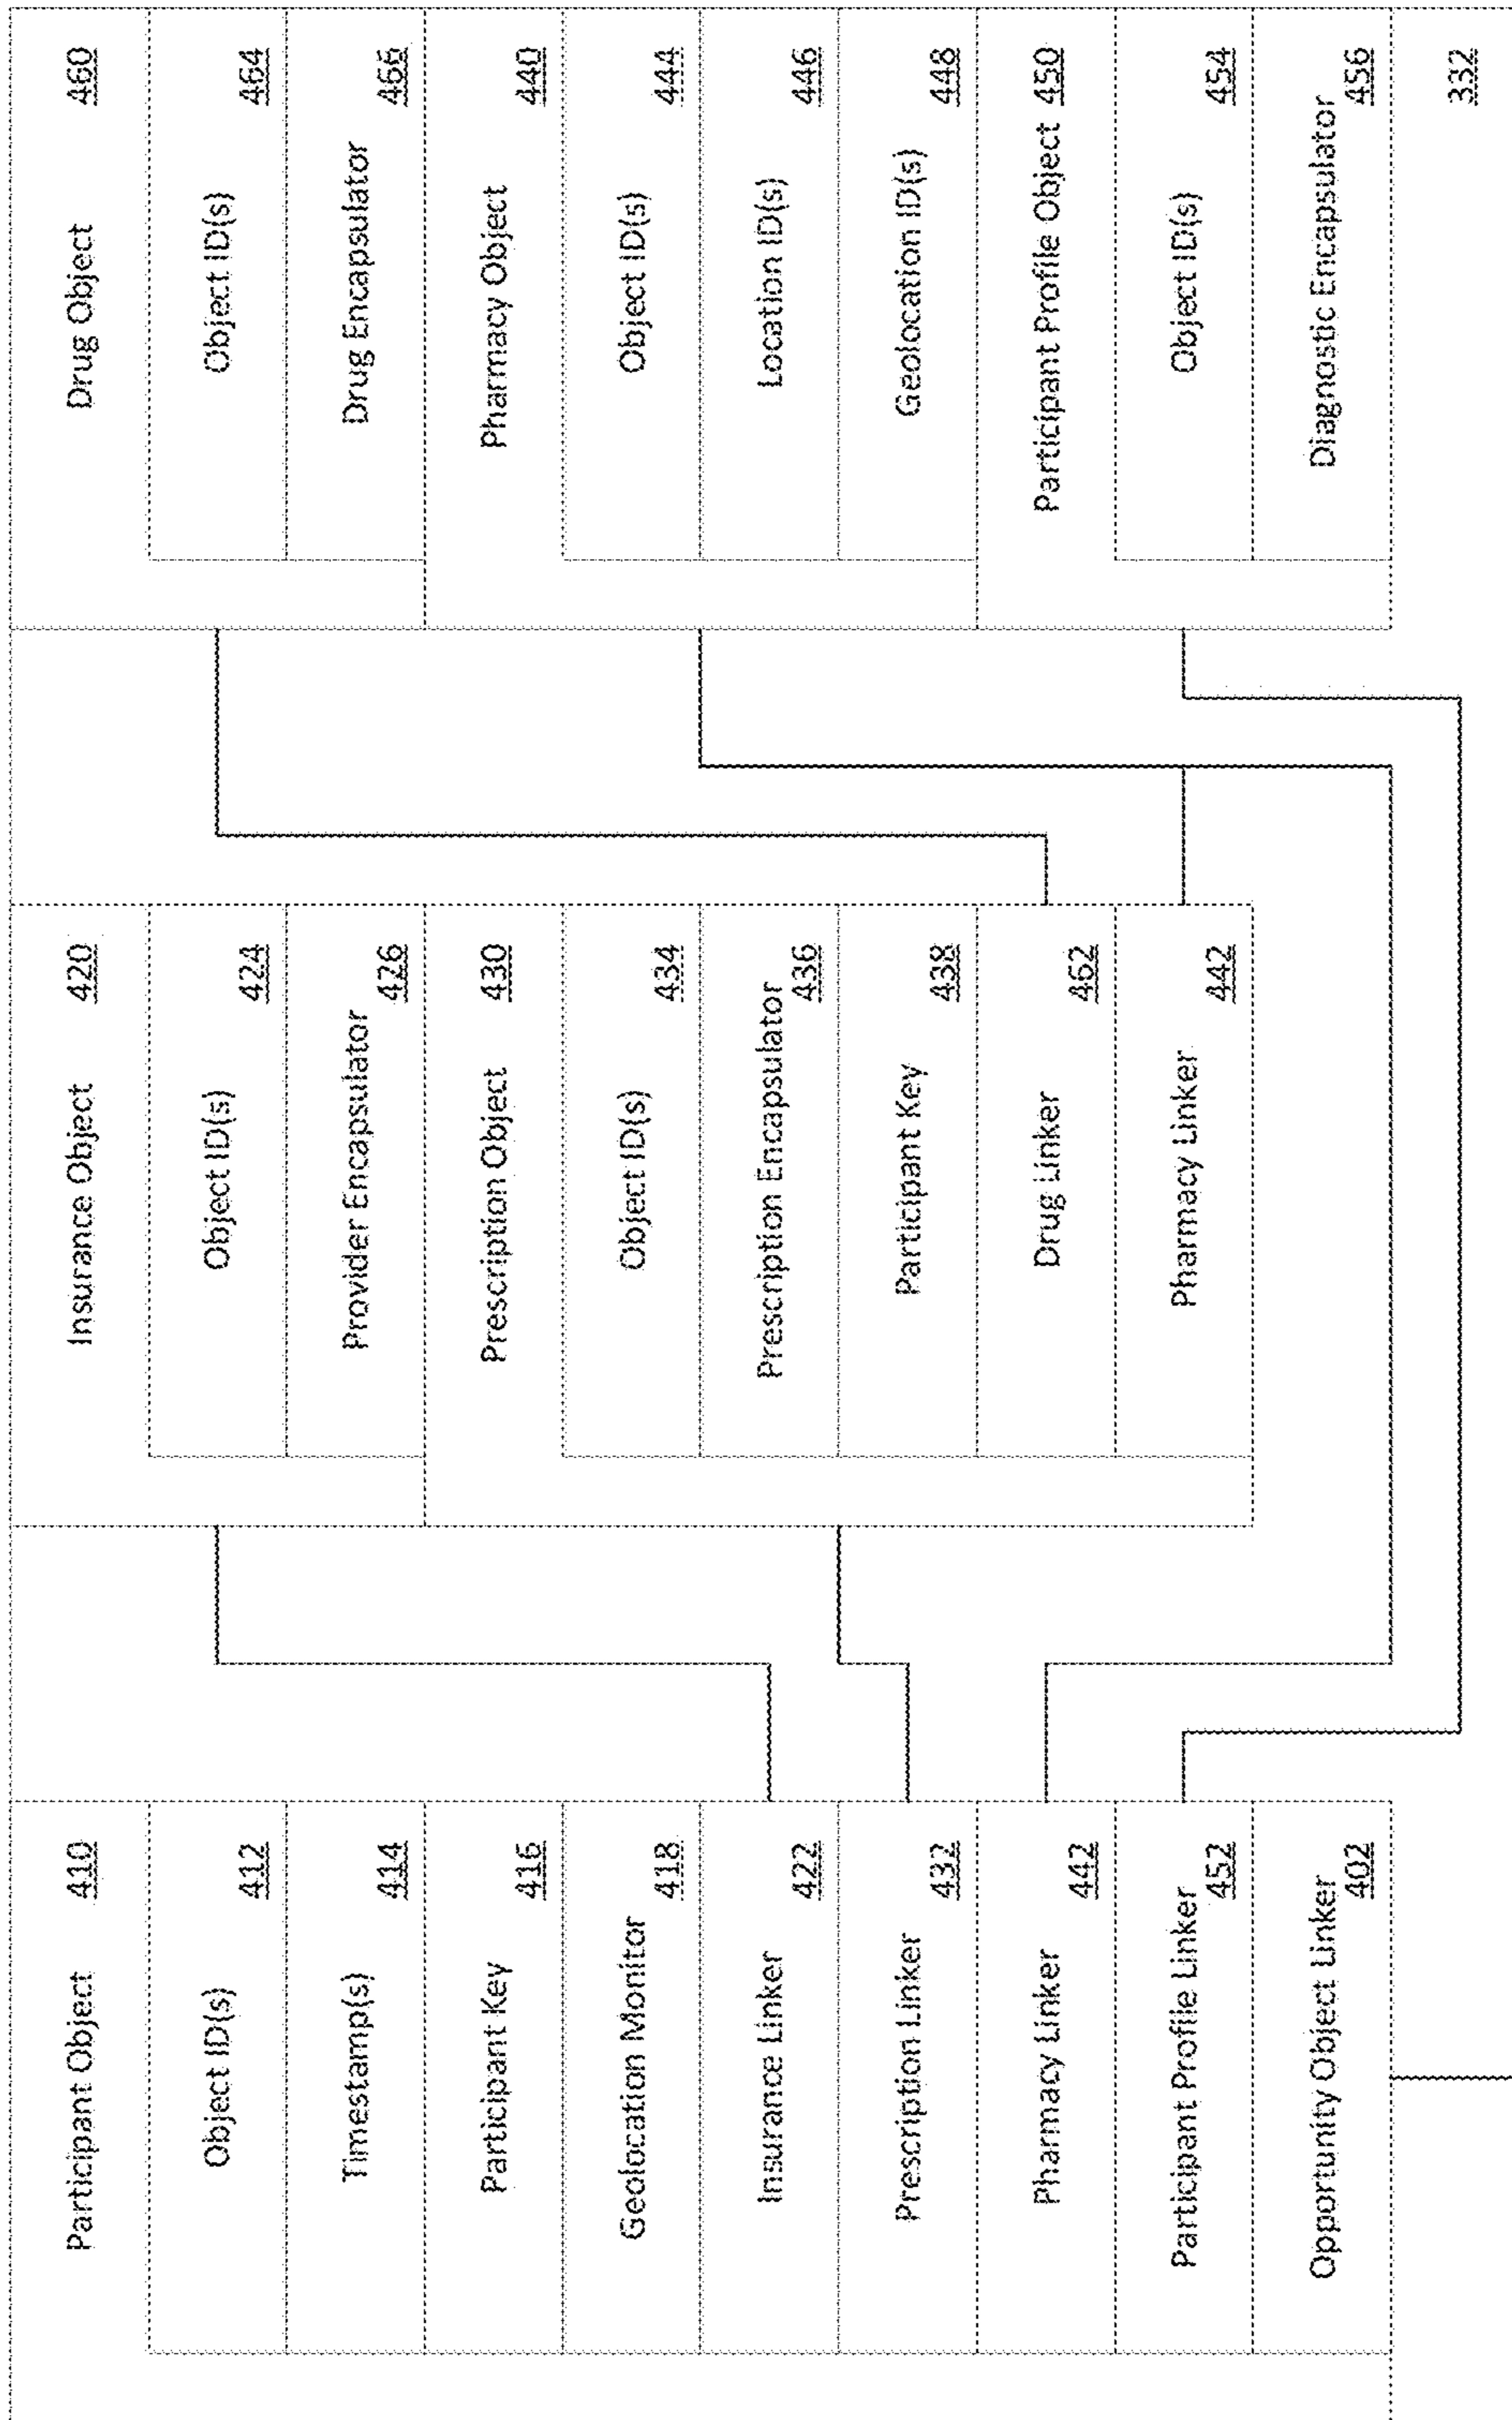 Participant Object 410
Object ID(s) 412
Timestamp(s) 414
Participant Key 416
Geolocation Monitor 418
Insurance Linker 422
Prescription Linker 432
Pharmacy Linker 442
Participant Profile Linker
452
Opportunity Object Linker
402
Insurance Object 420
Object ID(s) 424
Provider Encapsulator 426
Prescription Object 430
Object ID(s) 434
Prescription Encapsulator
436
Participant Key 438
Drug Linker 462
Pharmacy Linker 442
Drug Object 460
Object ID(s) 464
Drug Encapsulator 466
Pharmacy Object 440
Object ID(s) 444
Location ID(s) 446
Geolocation ID(s) 448
Participant Profile Object 450
Object ID(s) 454
Diagnostic Encapsulator
456
332